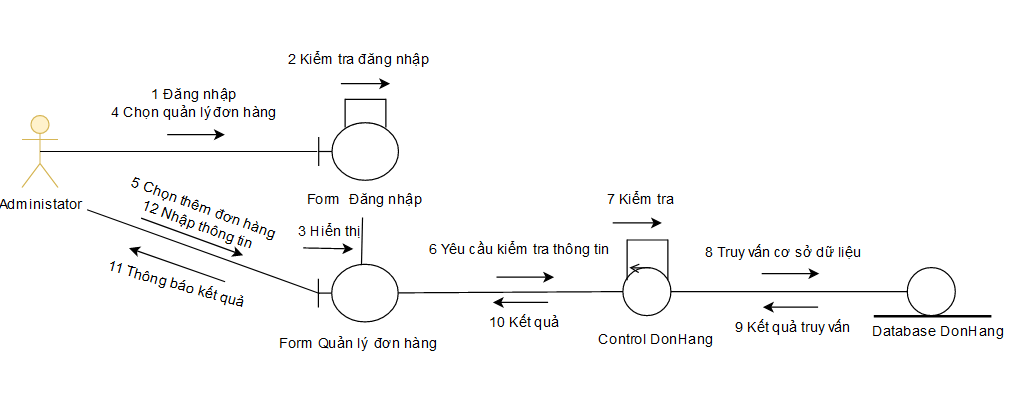 2 Kiểm tra đăng nhập
1 Đăng nhập
4 Chọn quản lý đơn hàng
Administator
Form Đăng nhập
5 Chọn thêm đơn hàng
12 Nhập thông tin
11 Thông báo kết quả
3 Hiển thị
Form Quản lý đơn hàng
6 Yêu cầu kiểm tra thông tin
10 Kết quả
7 Kiểm tra
Control DonHang
8 Truy vấn cơ sở dữ liệu
9 Kết quả truy vấn
Database DonHang